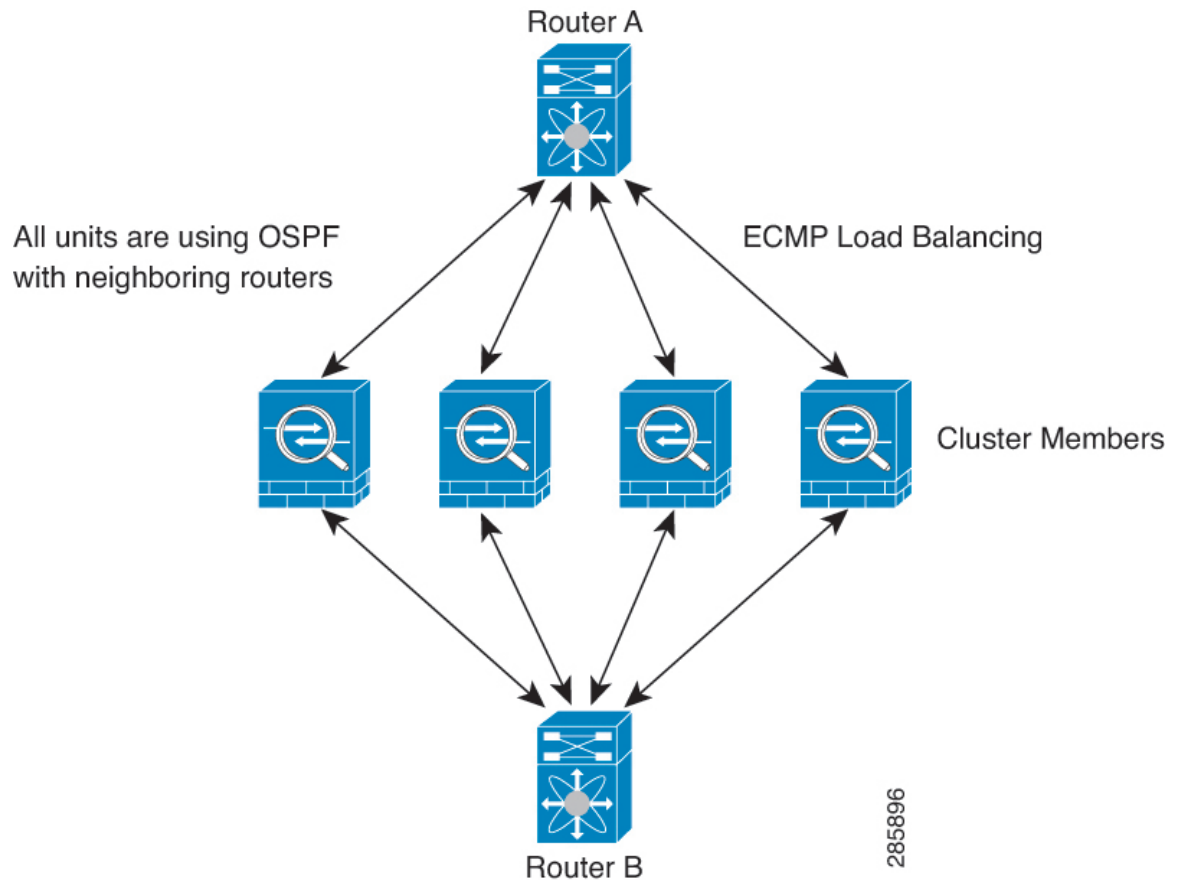 Router A
All units are using OSPF
with neighboring routers
ECMP Load Balancing
Cluster Members
285896
Router B